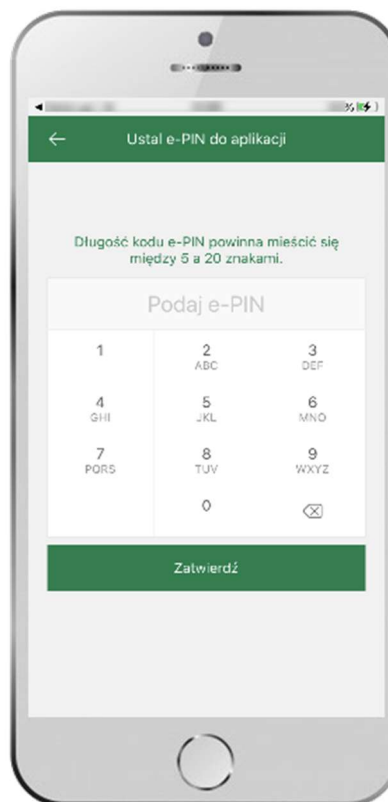 Ustal e-PIN do aplikacji
Długość kodu e-PIN powinna mieścić się
między 5 a 20 znakami.
Podaj e-PIN
1 2 3
ABC DEF
4 5 6
GHI JKL MNO
7 8 9
PQRS TUV WXYZ
0
Zatwierdź